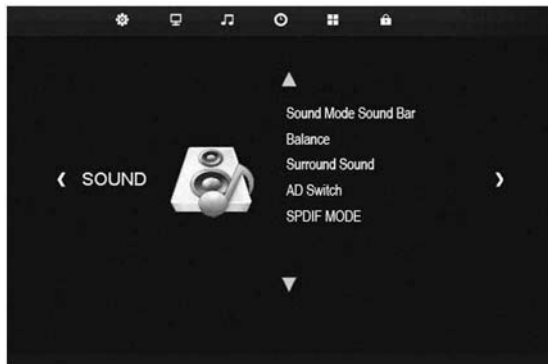 SOUND
Sound Mode Sound Bar
Balance
Surround Sound
AD Switch
SPDIF MODE